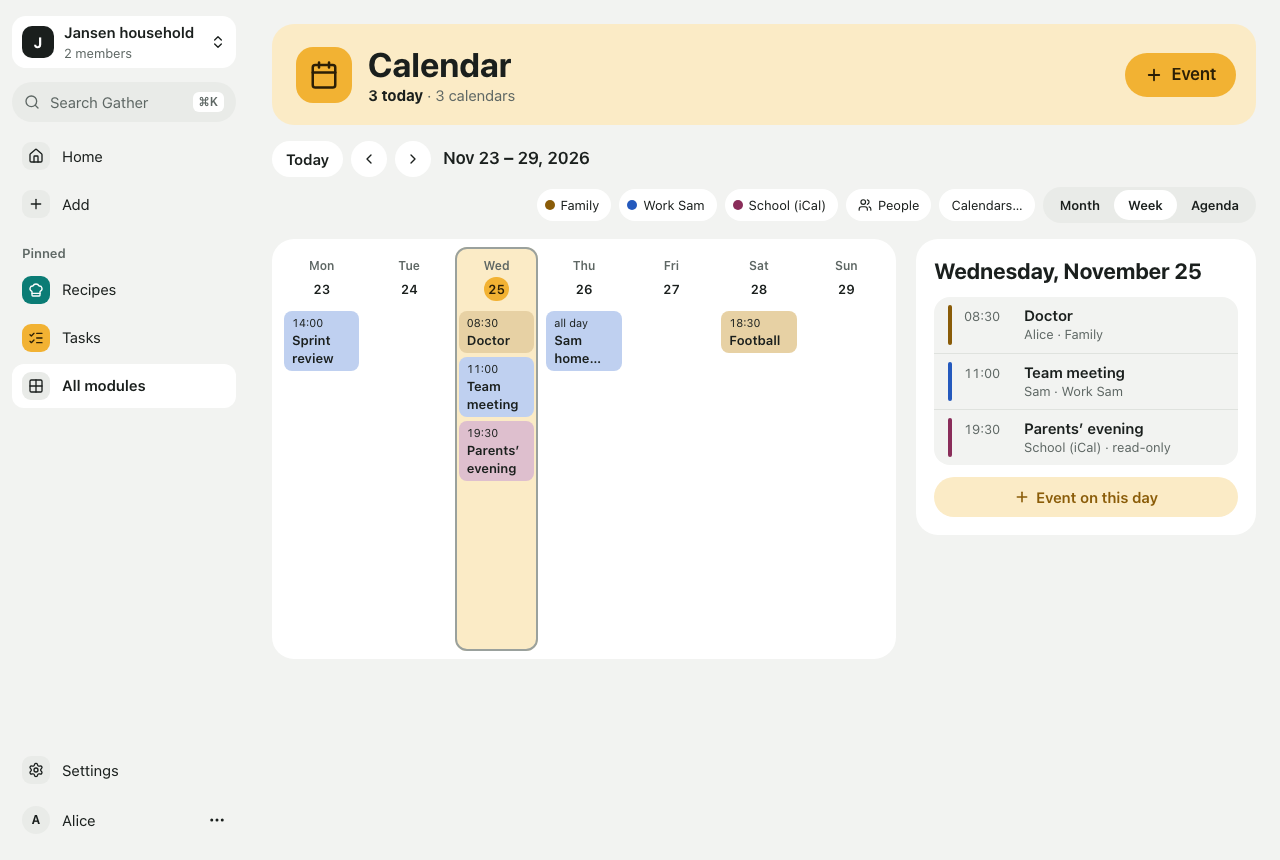 J
Jansen household
2 members
Search Gather
⌘K
Home
Add
Pinned
Recipes
Tasks
All modules
Settings
A
Alice
Calendar
3 today · 3 calendars
Event
Today
Nov 23 – 29, 2026
Family
Work Sam
School (iCal)
People
Calendars…
Month
Week
Agenda
Mon
23
14:00
Sprint
review
Tue
24
Wed
25
08:30
Doctor
11:00
Team
meeting
19:30
Parents’
evening
Thu
26
all day
Sam
home…
Fri
27
Sat
28
18:30
Football
Sun
29
Wednesday, November 25
08:30
Doctor
Alice · Family
11:00
Team meeting
Sam · Work Sam
19:30
Parents’ evening
School (iCal) · read-only
Event on this day